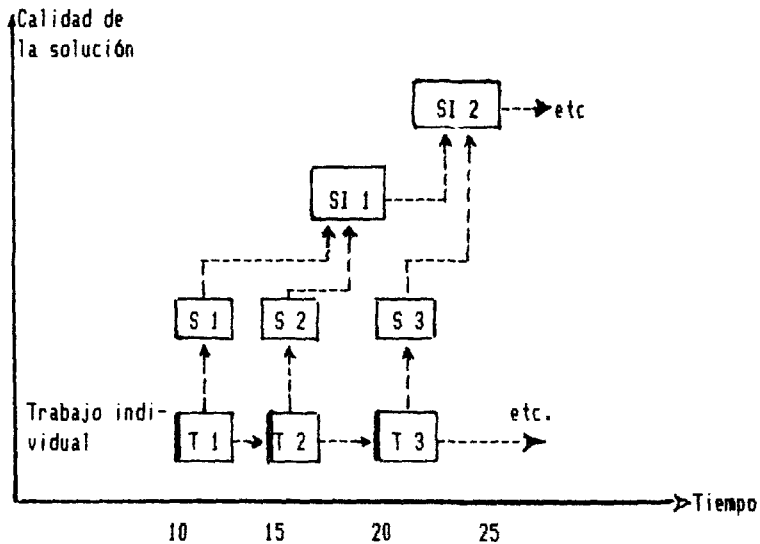 Calidad de
la solución
SI 2
etc
SI 1
S 1
S 2
S 3
Trabajo indi-
vidual
T 1
T 2
T 3
etc.
Tiempo
10
15
20
25